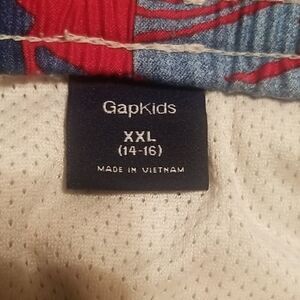 GapKids
XXL
(14-16)
MADE IN VIETNAM